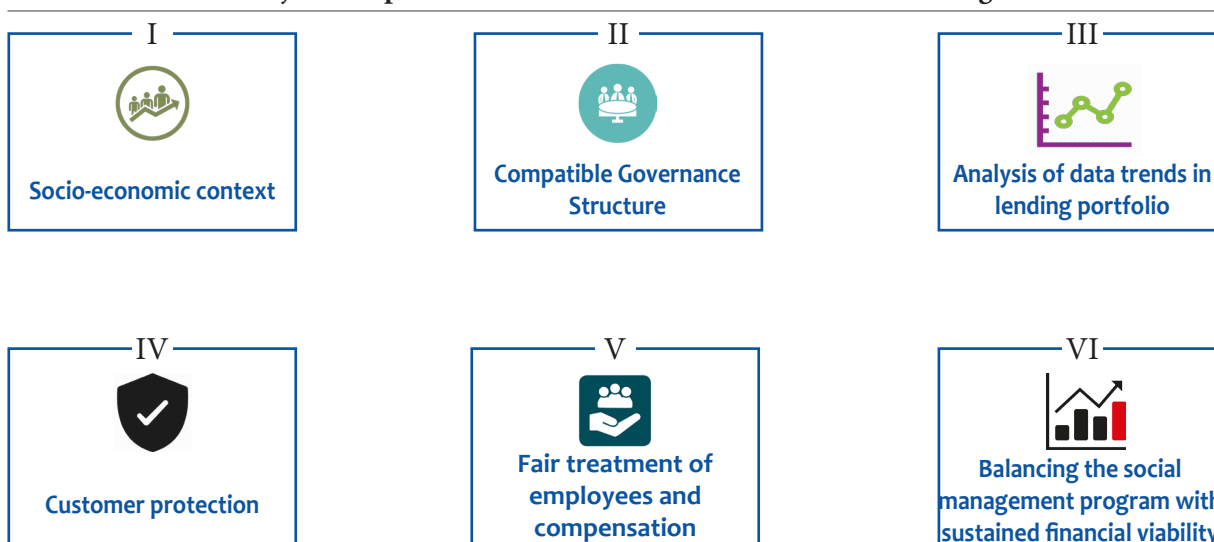 I
Socio-economic context
II
Compatible Governance
Structure
III
Analysis of data trends in
lending portfolio
IV
Customer protection
V
Fair treatment of
employees and
compensation
VI
Balancing the social
management program with
sustained financial viability